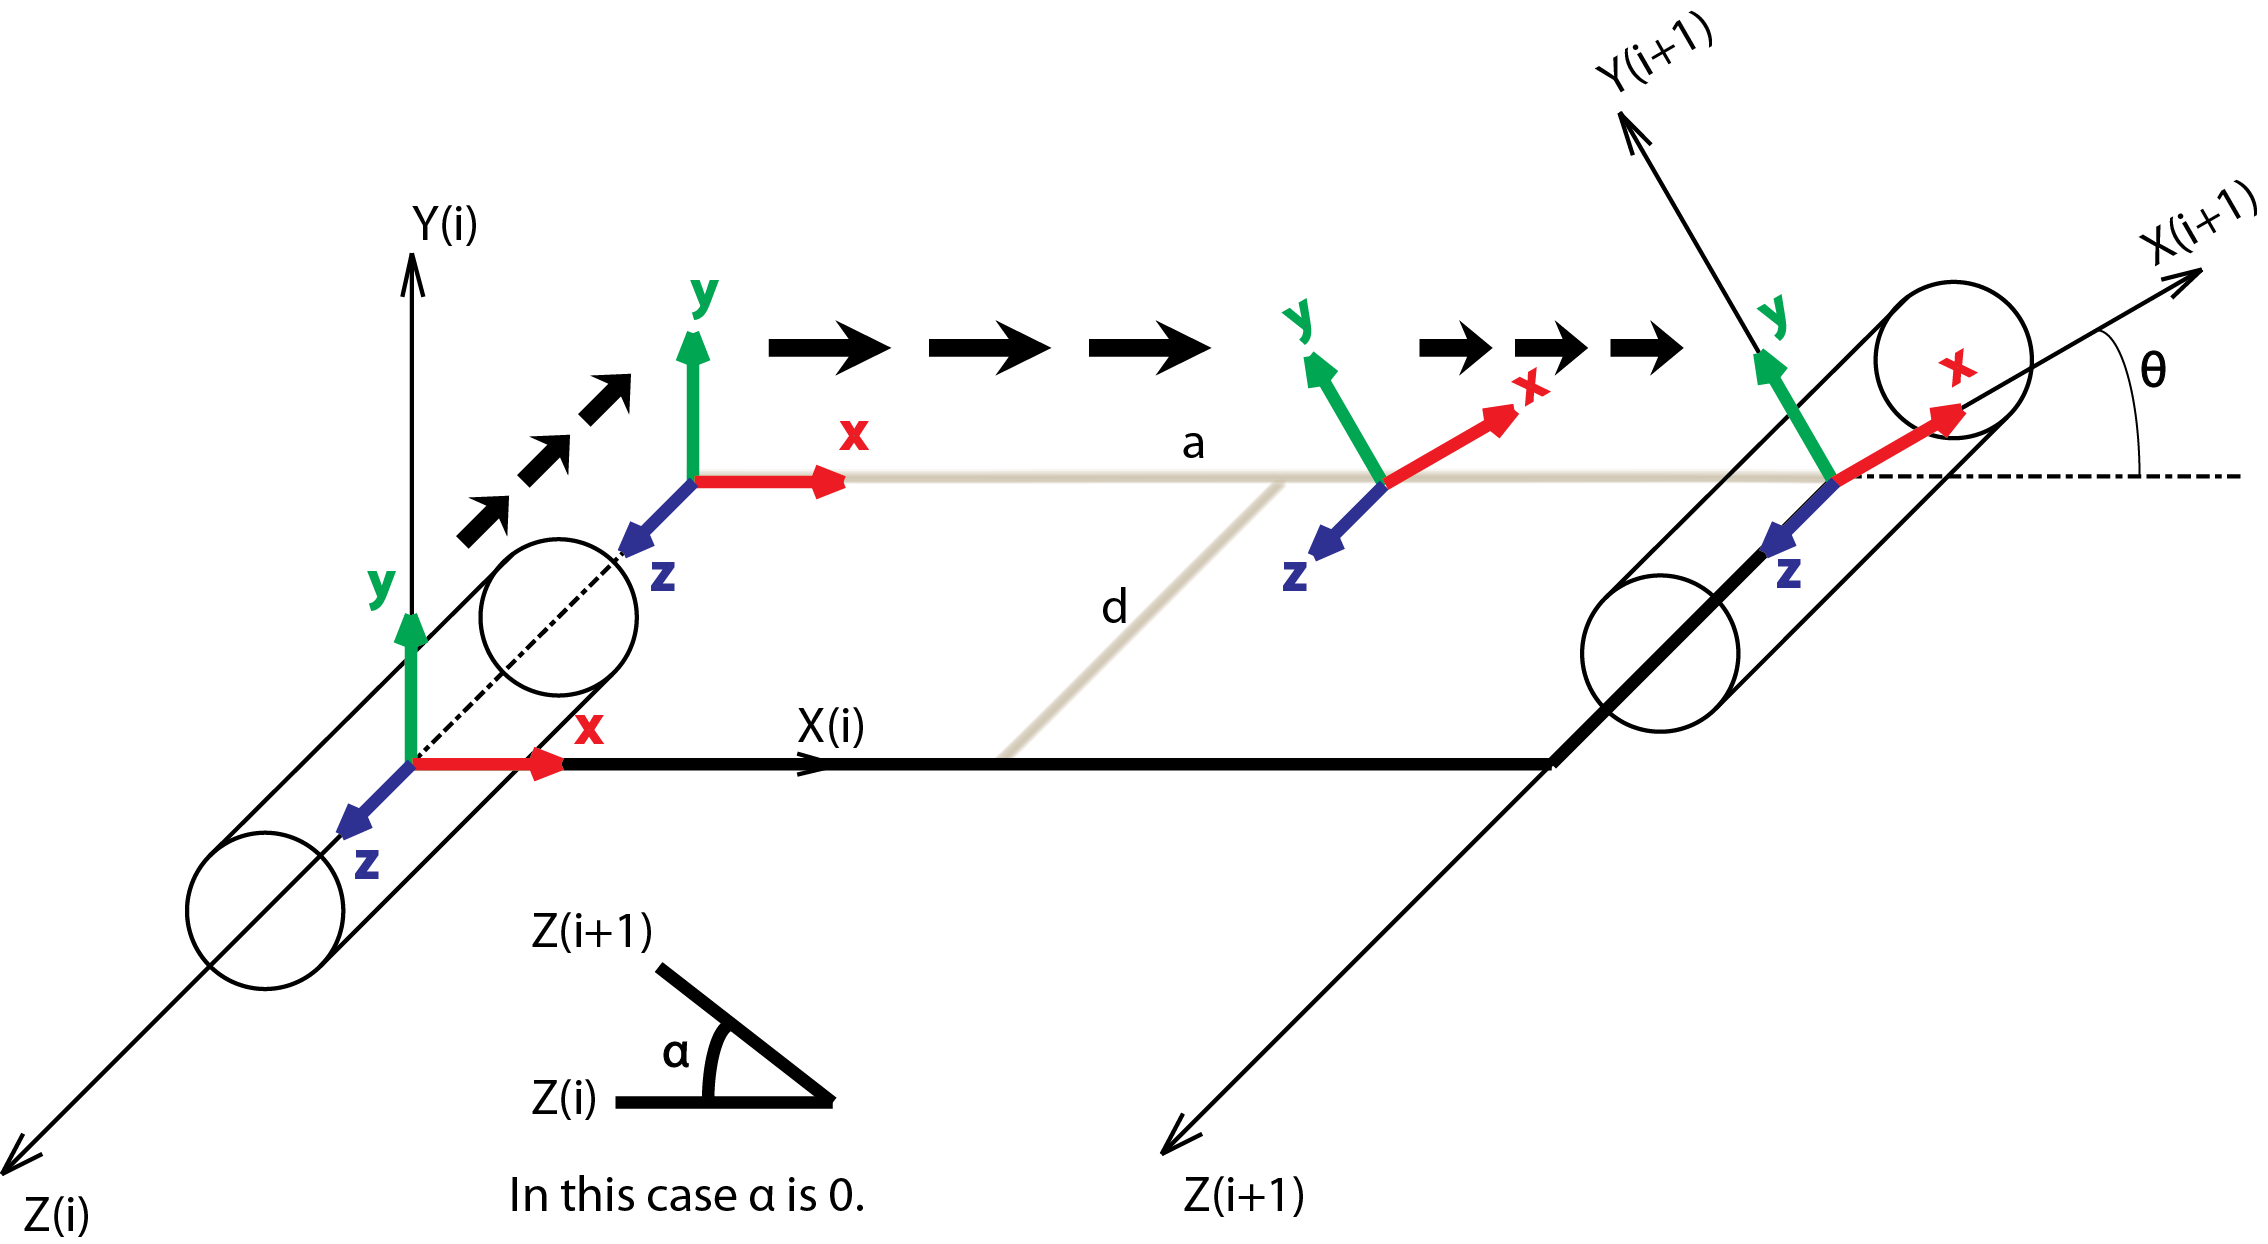 Y(i+1)
X(i+1)
Y(i)
y
y
y
θ
x
x
a
x
z
z
z
y
d
x
X(i)
z
Z(i+1)
α
Z(i)
In this case α is 0.
Z(i)
Z(i+1)
x